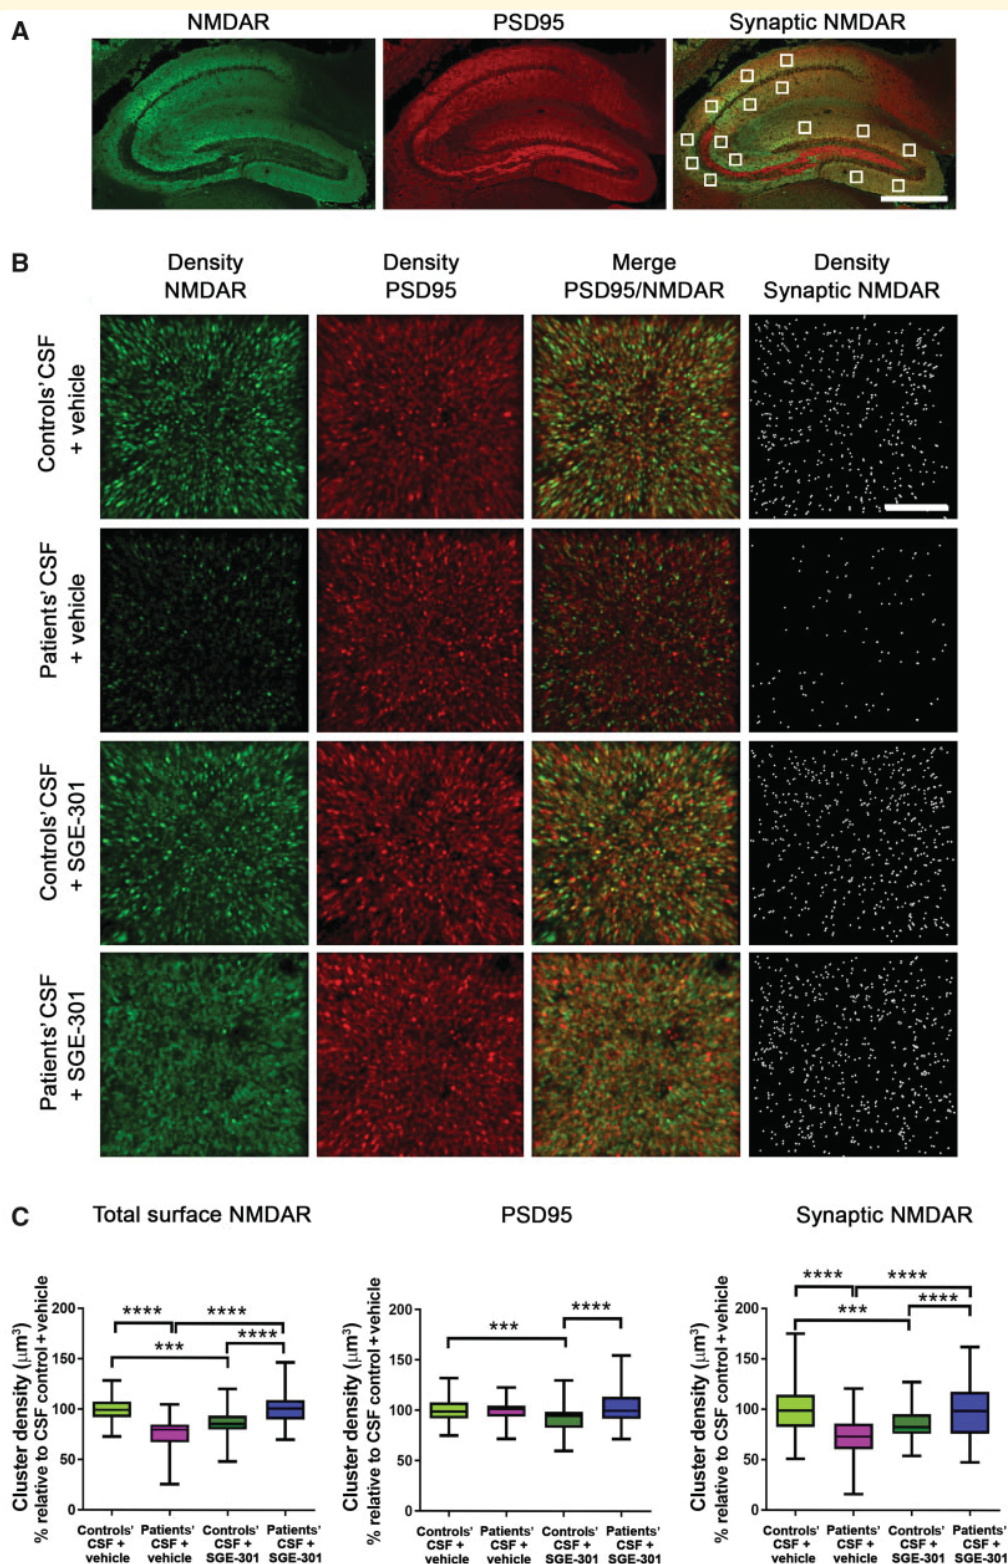 A
NMDAR
PSD95
Synaptic NMDAR
B
Density
NMDAR
Density
PSD95
Merge
PSD95/NMDAR
Density
Synaptic NMDAR
Controls' CSF
+ vehicle
Patients' CSF
+ vehicle
Controls' CSF
+ SGE-301
Patients' CSF
+ SGE-301
C
Total surface NMDAR
Cluster density (µm³)
% relative to CSF control + vehicle
200
150
100
50
0
**** ****
*** ****
Controls' CSF + vehicle
Patients' CSF + vehicle
Controls' CSF + SGE-301
Patients' CSF + SGE-301
PSD95
Cluster density (µm³)
% relative to CSF control + vehicle
200
150
100
50
0
****
***
Controls' CSF + vehicle
Patients' CSF + vehicle
Controls' CSF + SGE-301
Patients' CSF + SGE-301
Synaptic NMDAR
Cluster density (µm³)
% relative to CSF control + vehicle
200
150
100
50
0
**** ****
*** ****
Controls' CSF + vehicle
Patients' CSF + vehicle
Controls' CSF + SGE-301
Patients' CSF + SGE-301